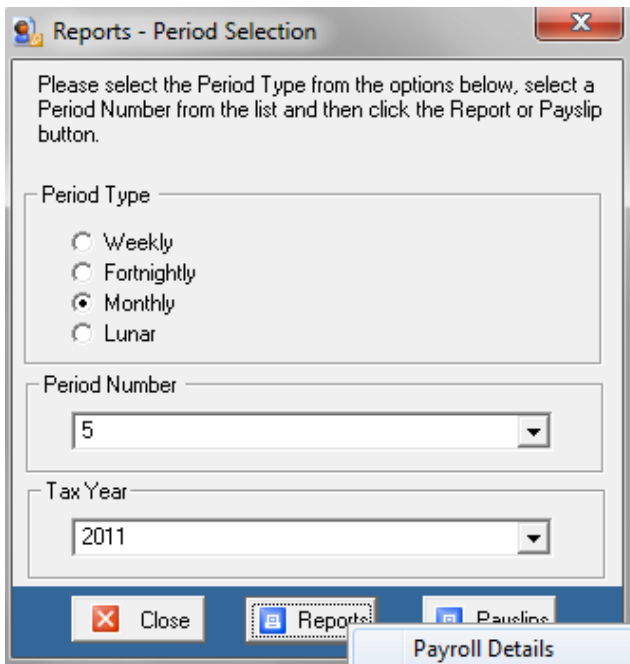 Reports - Period Selection
Please select the Period Type from the options below, select a
Period Number from the list and then click the Report or Payslip
button.
Period Type
Weekly
Fortnightly
Monthly
Lunar
Period Number
5
Tax Year
2011
Close
Reports
Payslips
Payroll Details